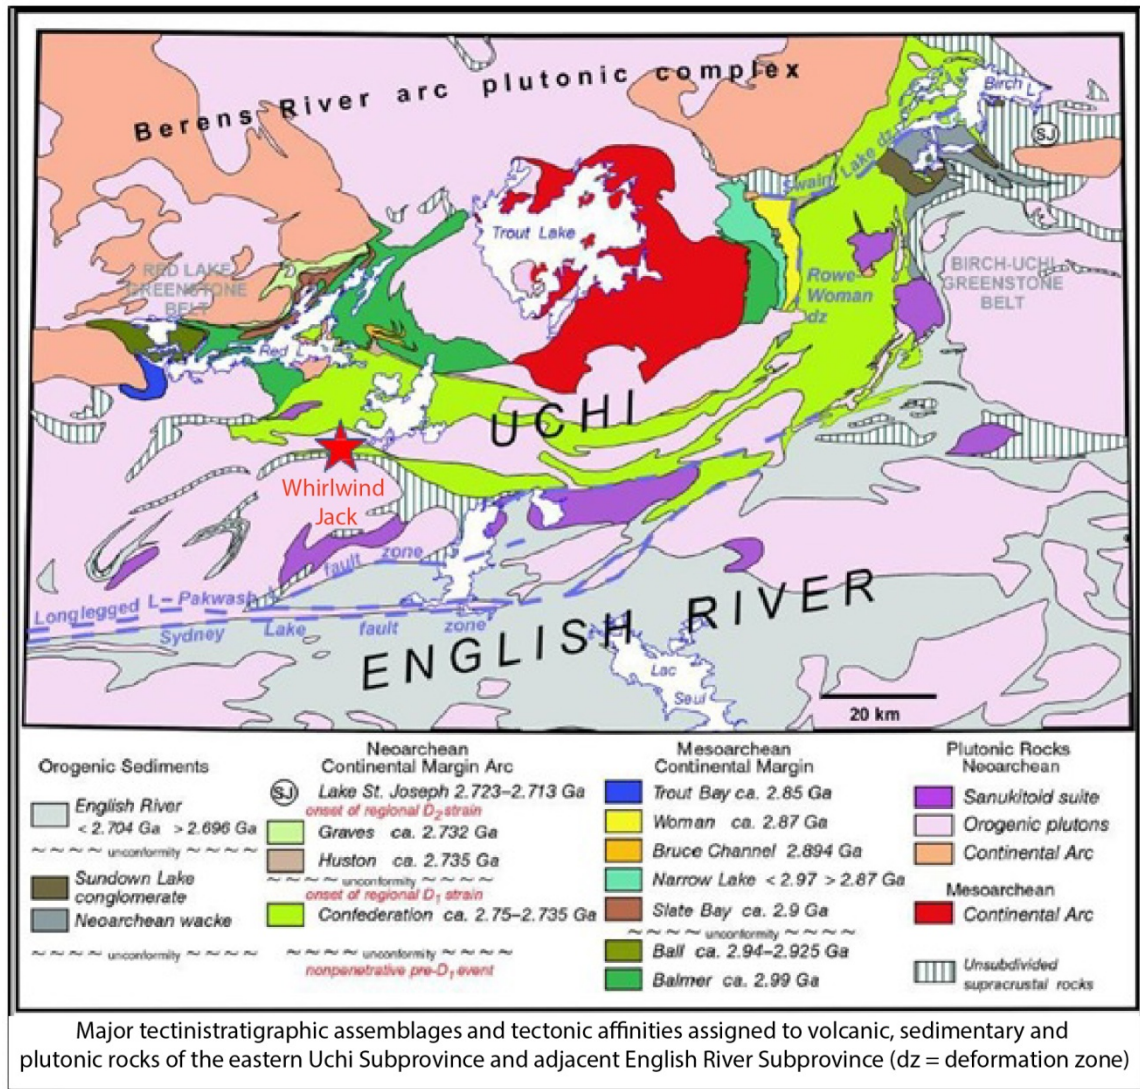 Berens River arc plutonic complex
Birch L
SJ
Swain Lake dz
Trout Lake
RED LAKE
GREENSTONE
BELT
Rowe-
Woman
dz
BIRCH-UCHI
GREENSTONE
BELT
Red L
UCHI
Whirlwind
Jack
fault zone
Longlegged L - Pakwash L
Sydney Lake fault zone
ENGLISH RIVER
Lac
Seul
20 km
Orogenic Sediments
English River
< 2.704 Ga > 2.696 Ga
~ ~ ~ ~ unconformity ~ ~ ~ ~
Sundown Lake
conglomerate
Neoarchean wacke
~ ~ ~ ~ unconformity ~ ~ ~ ~
Neoarchean
Continental Margin Arc
SJ Lake St. Joseph 2.723–2.713 Ga
onset of regional D2 strain
Graves ca. 2.732 Ga
Huston ca. 2.735 Ga
~ ~ ~ ~ unconformity ~ ~ ~ ~
onset of regional D1 strain
Confederation ca. 2.75–2.735 Ga
~ ~ ~ ~ unconformity ~ ~ ~ ~
nonpenetrative pre-D1 event
Mesoarchean
Continental Margin
Trout Bay ca. 2.85 Ga
Woman ca. 2.87 Ga
Bruce Channel 2.894 Ga
Narrow Lake < 2.97 > 2.87 Ga
Slate Bay ca. 2.9 Ga
~ ~ ~ ~ unconformity ~ ~ ~ ~
Ball ca. 2.94–2.925 Ga
Balmer ca. 2.99 Ga
Plutonic Rocks
Neoarchean
Sanukitoid suite
Orogenic plutons
Continental Arc
Mesoarchean
Continental Arc
Unsubdivided
supracrustal rocks
Major tectinistratigraphic assemblages and tectonic affinities assigned to volcanic, sedimentary and
plutonic rocks of the eastern Uchi Subprovince and adjacent English River Subprovince (dz = deformation zone)